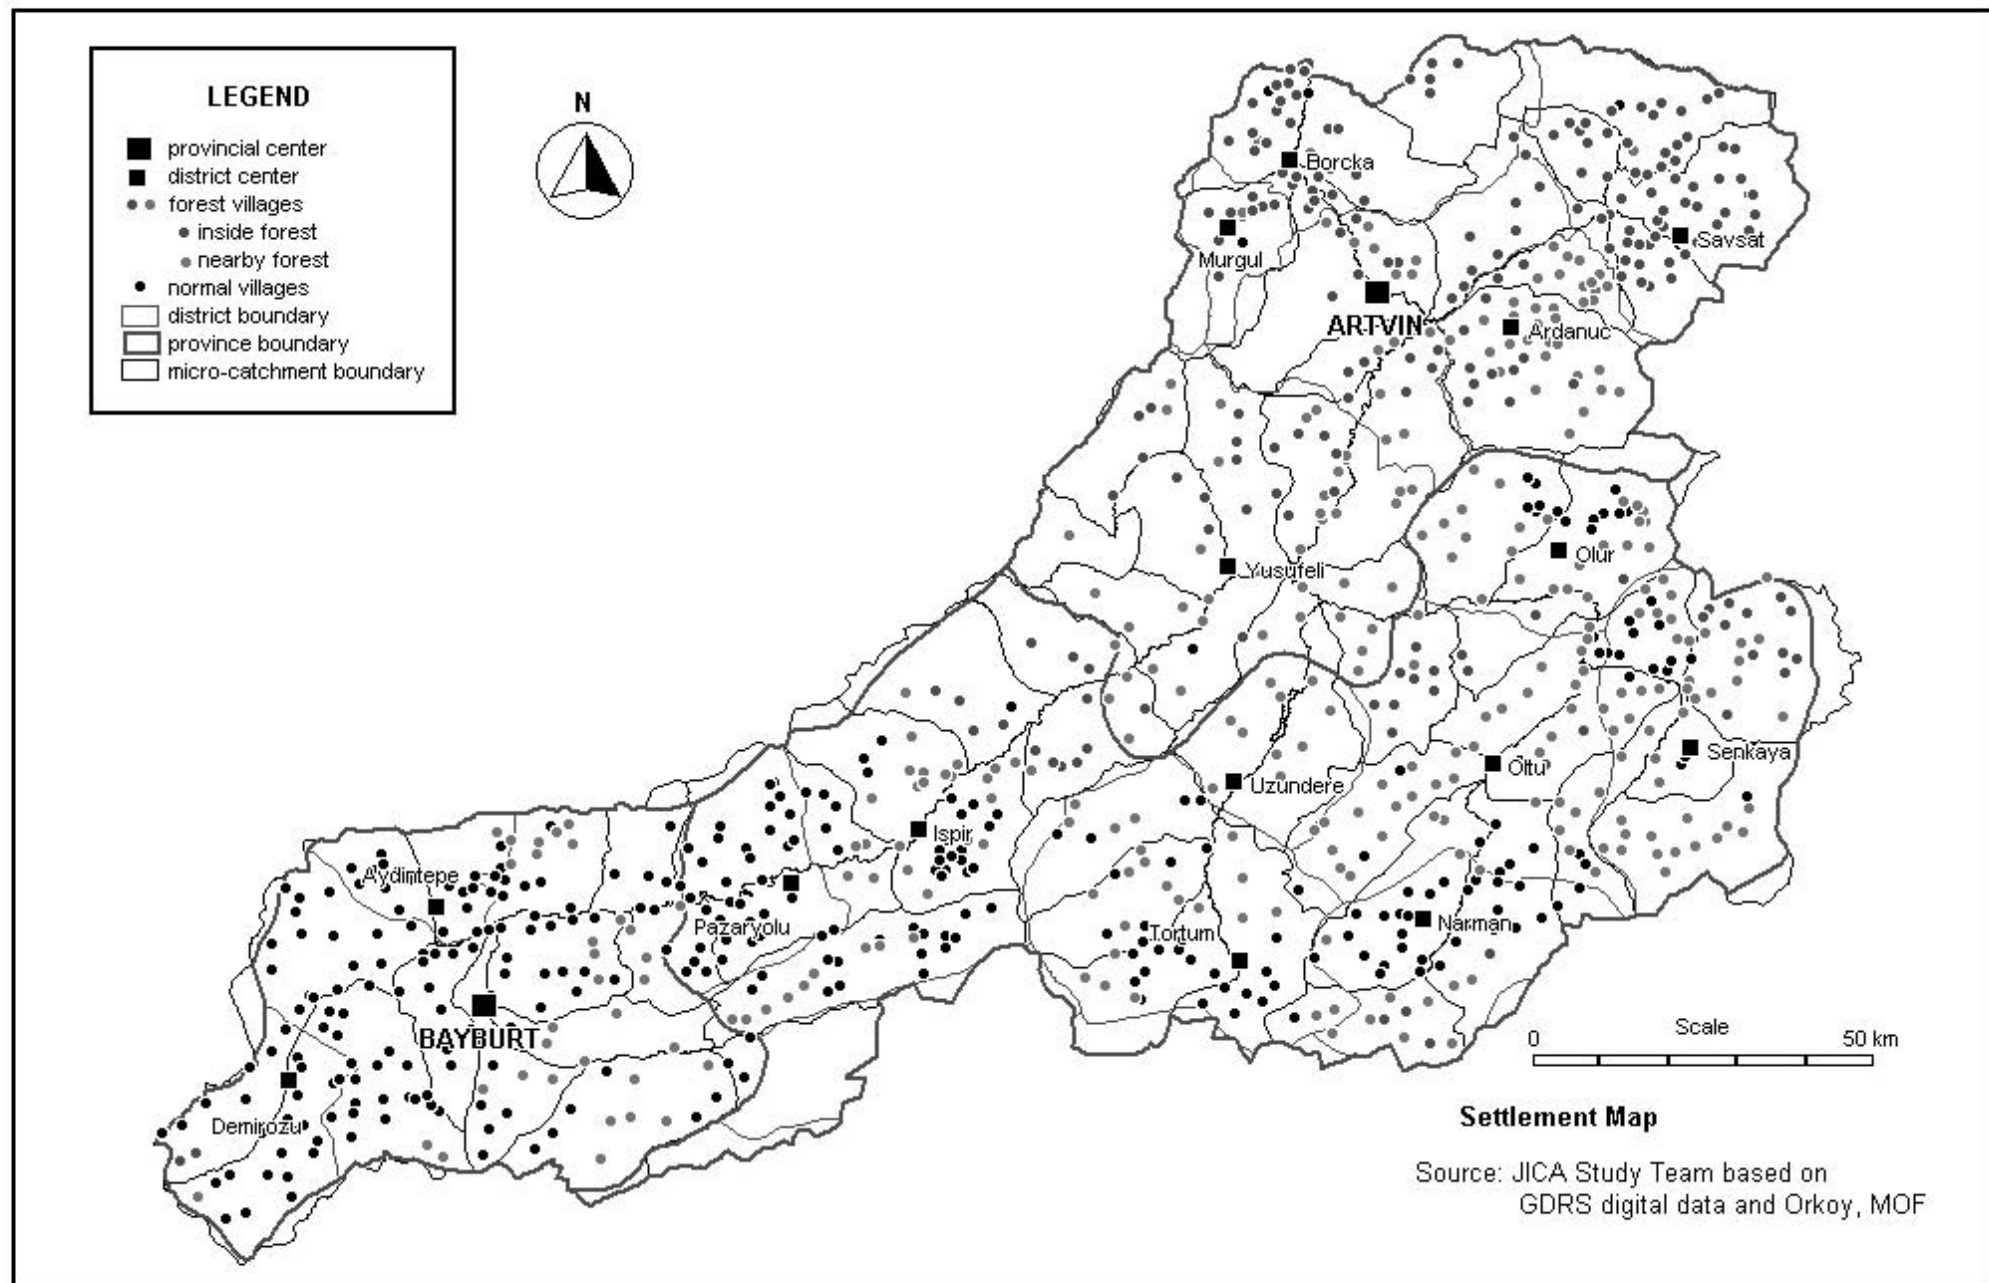 LEGEND
provincial center
district center
forest villages
inside forest
nearby forest
normal villages
district boundary
province boundary
micro-catchment boundary
N
Borcka
Savsat
Murgul
ARTVIN
Ardanuc
Olur
Yusufeli
Senkaya
Oltu
Uzundere
Ispir
Aydintepe
Pazaryolu
Narman
Tortum
BAYBURT
Demirozu
Scale
0 50 km
Settlement Map
Source: JICA Study Team based on
GDRS digital data and Orkoy, MOF